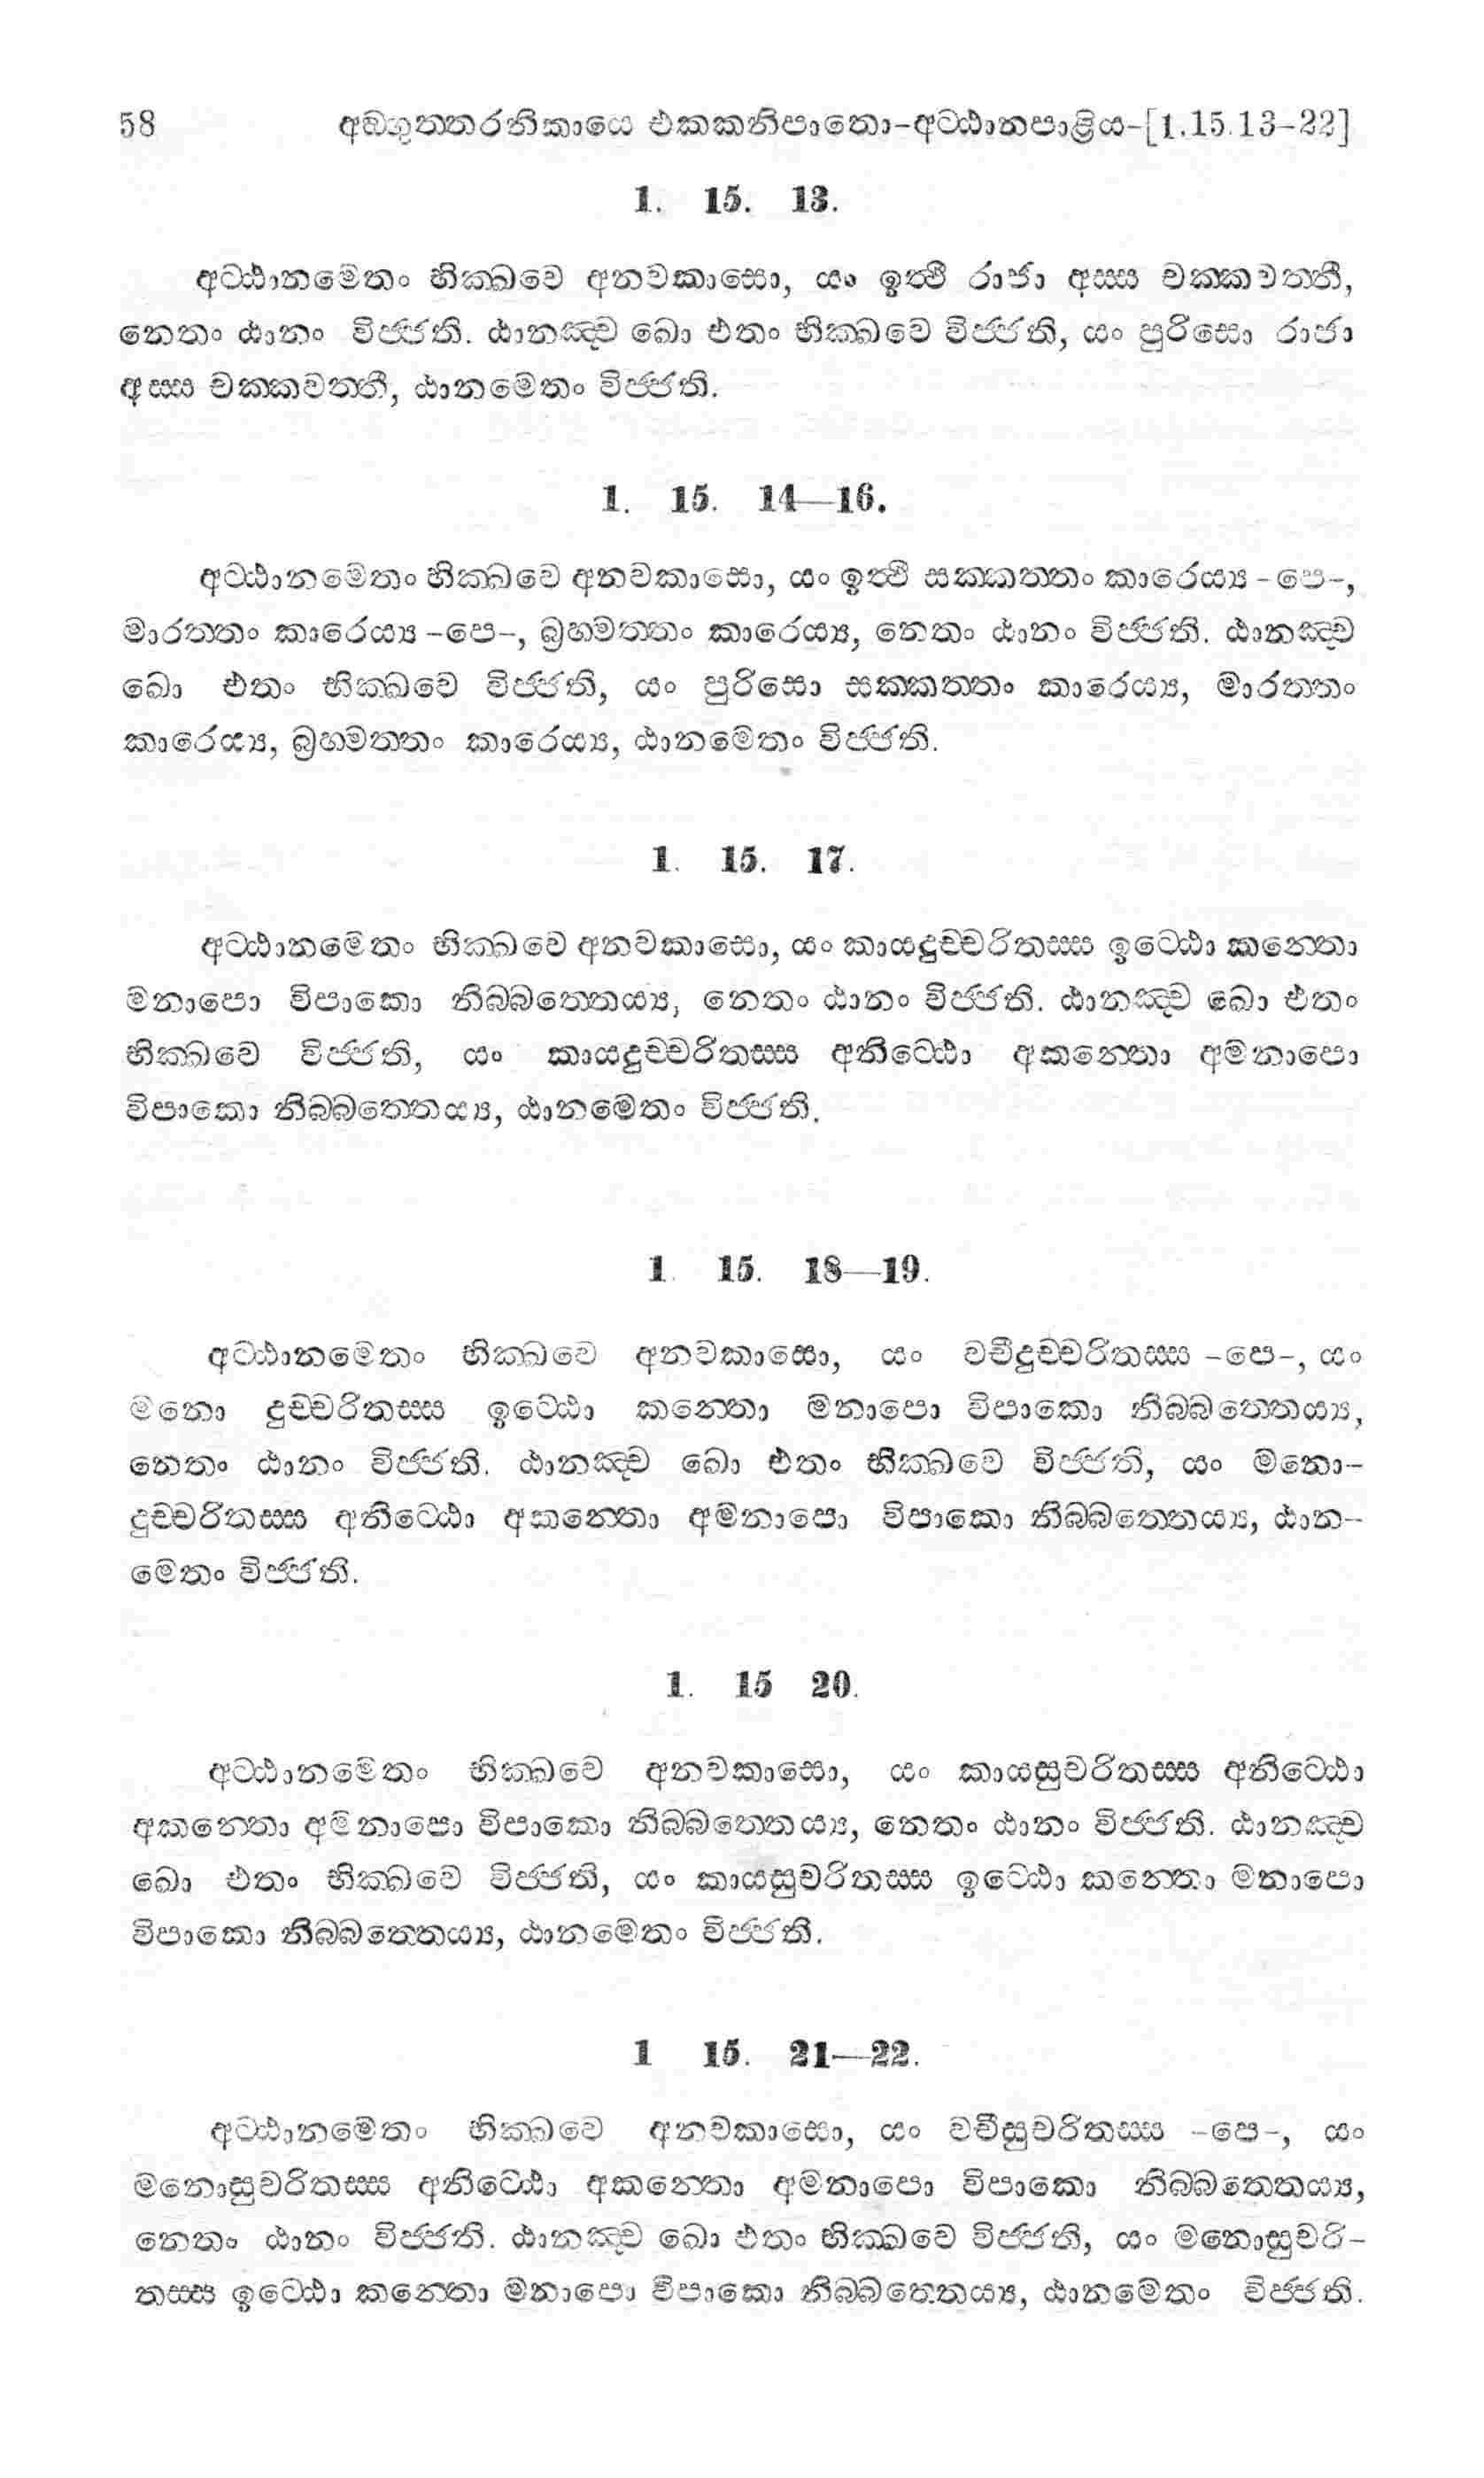 58 අඞ්ගුත්තරනිකායෙ එකකනිපාතො-අට්ඨානපාළිය-[1.15.13-22]
1. 15. 13.
අට්ඨානමෙතං භික්ඛවෙ අනවකාසො, යං ඉත්ථි රාජා අස්ස චක්කවත්තී,
නෙතං ඨානං විජ්ජති. ඨානඤ්ච ඛො එතං භික්ඛවෙ විජ්ජති, යං පුරිසො රාජා
අස්ස චක්කවත්තී, ඨානමෙතං විජ්ජති.
1. 15. 14—16.
අට්ඨානමෙතං භික්ඛවෙ අනවකාසො, යං ඉත්ථි සක්කත්තං කාරෙය්‍ය -පෙ-,
මාරත්තං කාරෙය්‍ය -පෙ-, බ්‍රහ්මත්තං කාරෙය්‍ය, නෙතං ඨානං විජ්ජති. ඨානඤ්ච
ඛො එතං භික්ඛවෙ විජ්ජති, යං පුරිසො සක්කත්තං කාරෙය්‍ය, මාරත්තං
කාරෙය්‍ය, බ්‍රහ්මත්තං කාරෙය්‍ය, ඨානමෙතං විජ්ජති.
1. 15. 17.
අට්ඨානමෙතං භික්ඛවෙ අනවකාසො, යං කායදුච්චරිතස්ස ඉට්ඨො කන්තො
මනාපො විපාකො නිබ්බත්තෙය්‍ය, නෙතං ඨානං විජ්ජති. ඨානඤ්ච ඛො එතං
භික්ඛවෙ විජ්ජති, යං කායදුච්චරිතස්ස අනිට්ඨො අකන්තො අමනාපො
විපාකො නිබ්බත්තෙය්‍ය, ඨානමෙතං විජ්ජති.
1. 15. 18—19.
අට්ඨානමෙතං භික්ඛවෙ අනවකාසො, යං වචීදුච්චරිතස්ස -පෙ-, යං
මනො දුච්චරිතස්ස ඉට්ඨො කන්තො මනාපො විපාකො නිබ්බත්තෙය්‍ය,
නෙතං ඨානං විජ්ජති. ඨානඤ්ච ඛො එතං භික්ඛවෙ විජ්ජති, යං මනො-
දුච්චරිතස්ස අනිට්ඨො අකන්තො අමනාපො විපාකො නිබ්බත්තෙය්‍ය, ඨාන-
මෙතං විජ්ජති.
1. 15 20.
අට්ඨානමෙතං භික්ඛවෙ අනවකාසො, යං කායසුචරිතස්ස අනිට්ඨො
අකන්තො අමනාපො විපාකො නිබ්බත්තෙය්‍ය, නෙතං ඨානං විජ්ජති. ඨානඤ්ච
ඛො එතං භික්ඛවෙ විජ්ජති, යං කායසුචරිතස්ස ඉට්ඨො කන්තො මනාපො
විපාකො නිබ්බත්තෙය්‍ය, ඨානමෙතං විජ්ජති.
1 15. 21—22.
අට්ඨානමෙතං භික්ඛවෙ අනවකාසො, යං වචීසුචරිතස්ස -පෙ-, යං
මනොසුචරිතස්ස අනිට්ඨො අකන්තො අමනාපො විපාකො නිබ්බත්තෙය්‍ය,
නෙතං ඨානං විජ්ජති. ඨානඤ්ච ඛො එතං භික්ඛවෙ විජ්ජති, යං මනොසුචරි-
තස්ස ඉට්ඨො කන්තො මනාපො විපාකො නිබ්බත්තෙය්‍ය, ඨානමෙතං විජ්ජති.